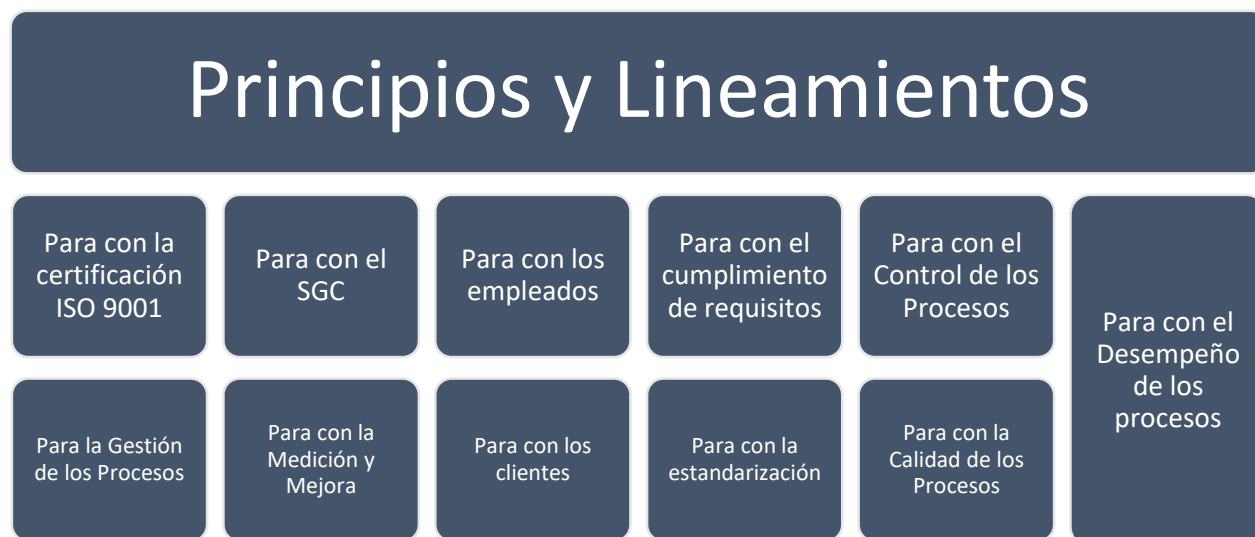 Principios y Lineamientos
Para con la
certificación
ISO 9001
Para con el
SGC
Para con los
empleados
Para con el
cumplimiento
de requisitos
Para con el
Control de los
Procesos
Para con el
Desempeño
de los
procesos
Para la Gestión
de los Procesos
Para con la
Medición y
Mejora
Para con los
clientes
Para con la
estandarización
Para con la
Calidad de los
Procesos